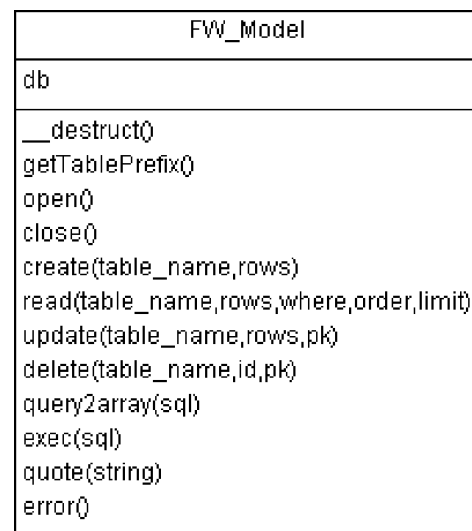 FW_Model
db
__destruct()
getTablePrefix()
open()
close()
create(table_name,rows)
read(table_name,rows,where,order,limit)
update(table_name,rows,pk)
delete(table_name,id,pk)
query2array(sql)
exec(sql)
quote(string)
error()